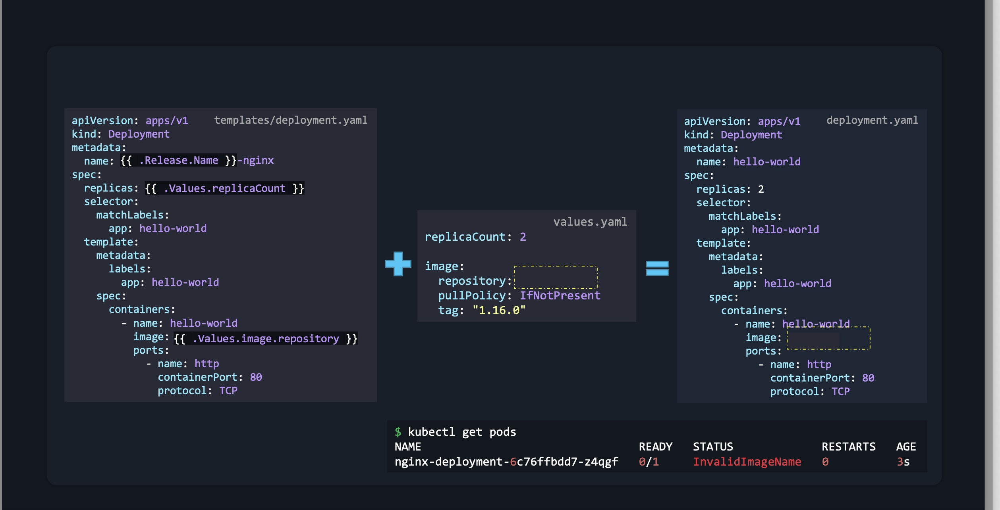 apiVersion: apps/v1 templates/deployment.yaml
kind: Deployment
metadata:
  name: {{ .Release.Name }}-nginx
spec:
  replicas: {{ .Values.replicaCount }}
  selector:
    matchLabels:
      app: hello-world
  template:
    metadata:
      labels:
        app: hello-world
    spec:
      containers:
        - name: hello-world
          image: {{ .Values.image.repository }}
          ports:
            - name: http
              containerPort: 80
              protocol: TCP
values.yaml
replicaCount: 2
image:
  repository:
  pullPolicy: IfNotPresent
  tag: "1.16.0"
apiVersion: apps/v1 deployment.yaml
kind: Deployment
metadata:
  name: hello-world
spec:
  replicas: 2
  selector:
    matchLabels:
      app: hello-world
  template:
    metadata:
      labels:
        app: hello-world
    spec:
      containers:
        - name: hello-world
          image:
          ports:
            - name: http
              containerPort: 80
              protocol: TCP
$ kubectl get pods
NAME READY STATUS RESTARTS AGE
nginx-deployment-6c76ffbdd7-z4qgf 0/1 InvalidImageName 0 3s